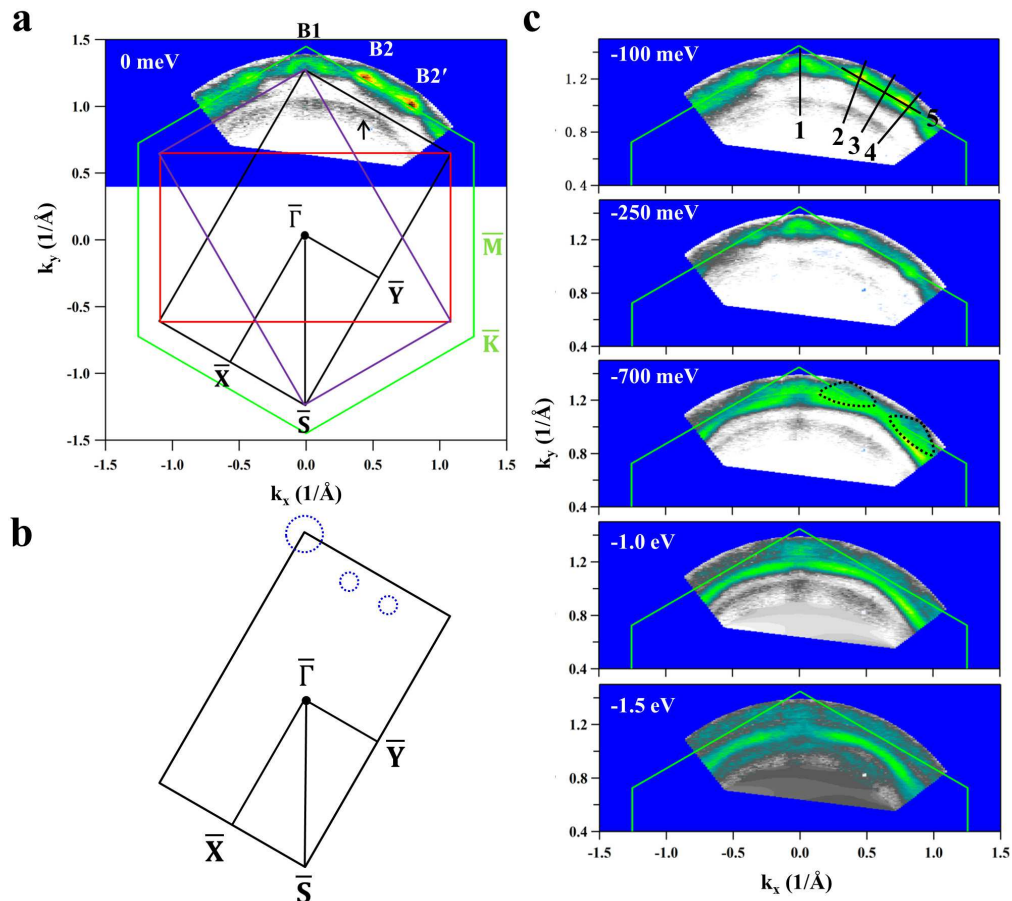 a
B1
B2
B2′
0 meV
1.5
1.0
0.5
0.0
-0.5
-1.0
-1.5
k_y (1/Å)
Γ̅
M̅
Y̅
K̅
X̅
S̅
-1.5 -1.0 -0.5 0.0 0.5 1.0 1.5
k_x (1/Å)
b
Γ̅
Y̅
X̅
S̅
c
-100 meV
1.2
0.8
0.4
1
2
3
4
5
-250 meV
1.2
0.8
0.4
-700 meV
1.2
0.8
0.4
k_y (1/Å)
-1.0 eV
1.2
0.8
0.4
-1.5 eV
1.2
0.8
0.4
-1.5 -1.0 -0.5 0.0 0.5 1.0 1.5
k_x (1/Å)